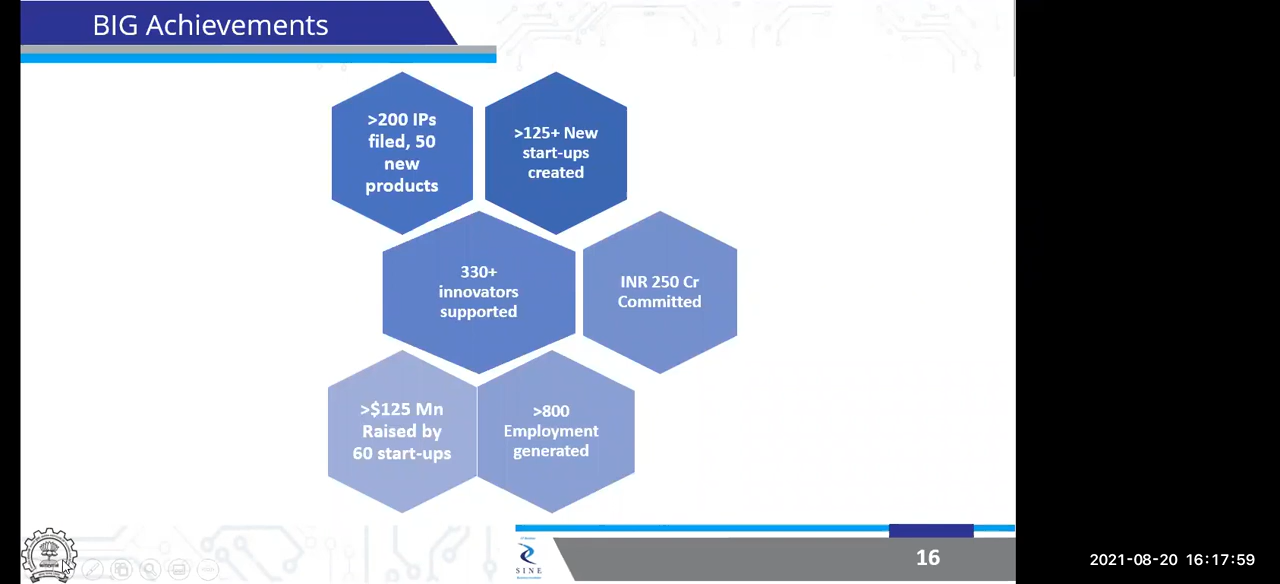 BIG Achievements
>200 IPs
filed, 50
new
products
>125+ New
start-ups
created
330+
innovators
supported
INR 250 Cr
Committed
>$125 Mn
Raised by
60 start-ups
>800
Employment
generated
SINE
16
2021-08-20 16:17:59